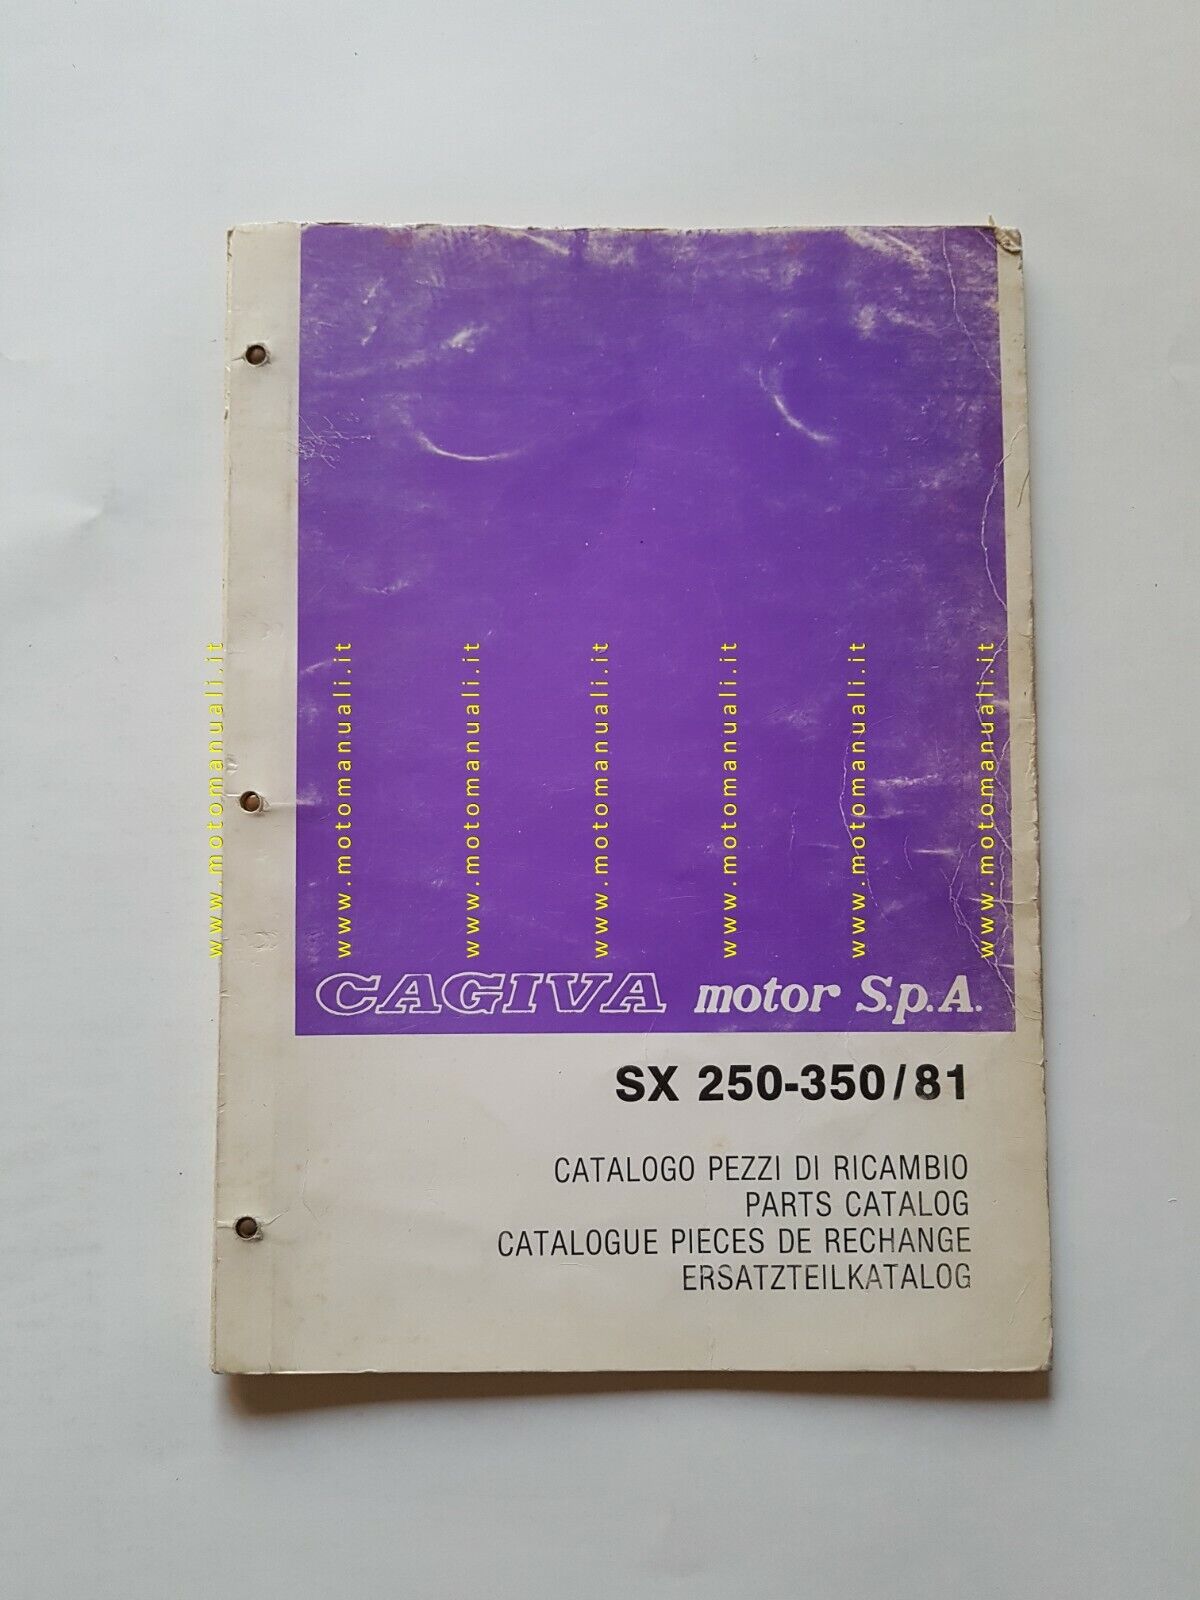 www.motomanuali.it
www.motomanuali.it
www.motomanuali.it
www.motomanuali.it
www.motomanuali.it
www.motomanuali.it
www.motomanuali.it
CAGIVA motor S.p.A.
SX 250-350/81
CATALOGO PEZZI DI RICAMBIO
PARTS CATALOG
CATALOGUE PIECES DE RECHANGE
ERSATZTEILKATALOG